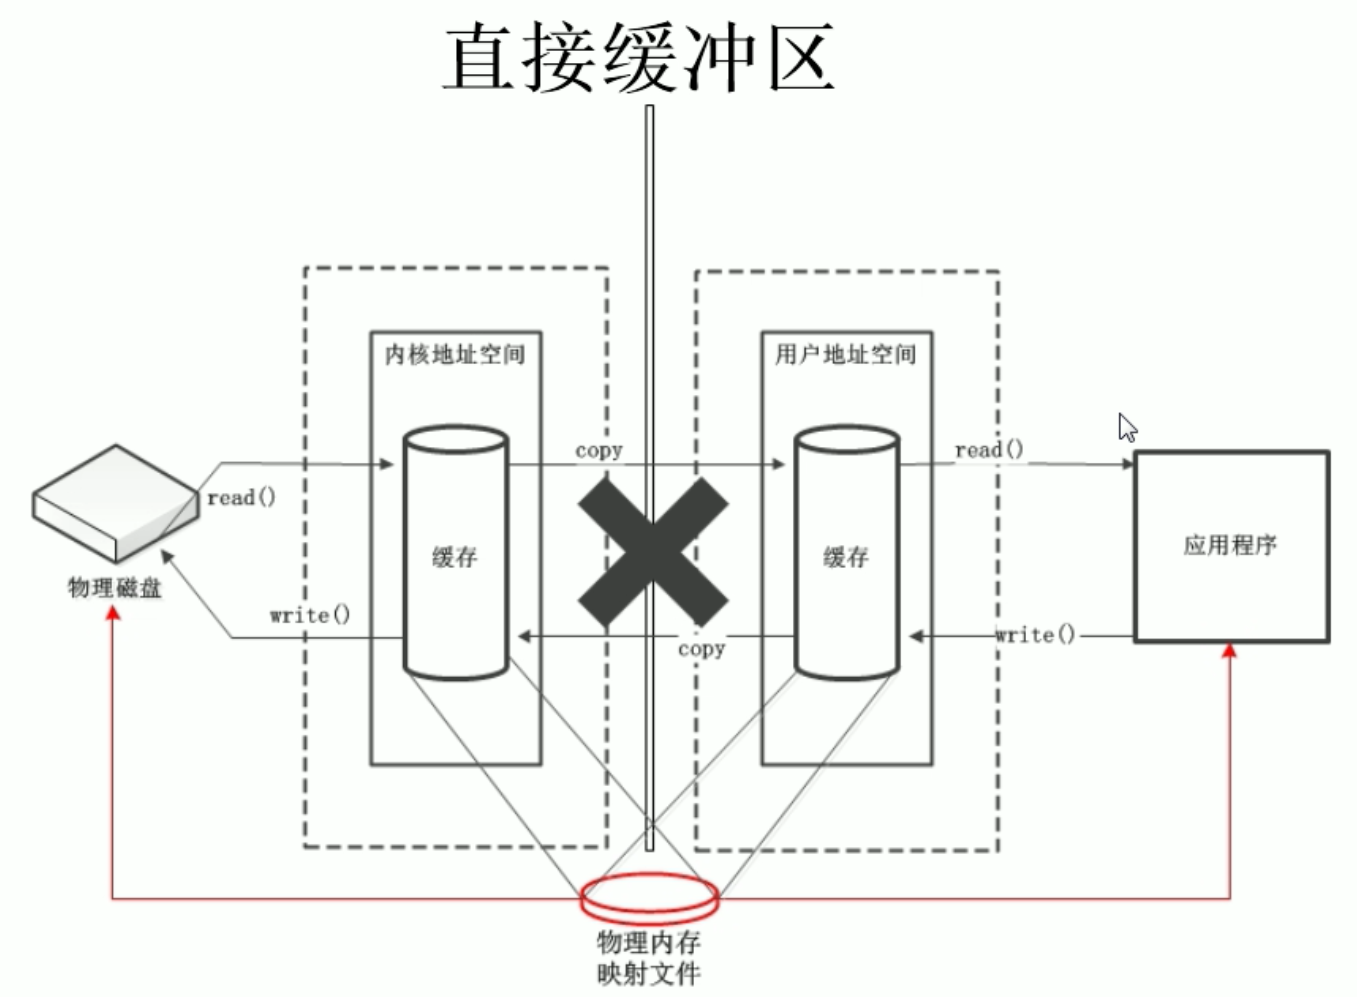 直接缓冲区
内核地址空间
用户地址空间
copy
read()
read()
缓存
缓存
应用程序
物理磁盘
write()
copy
write()
物理内存
映射文件